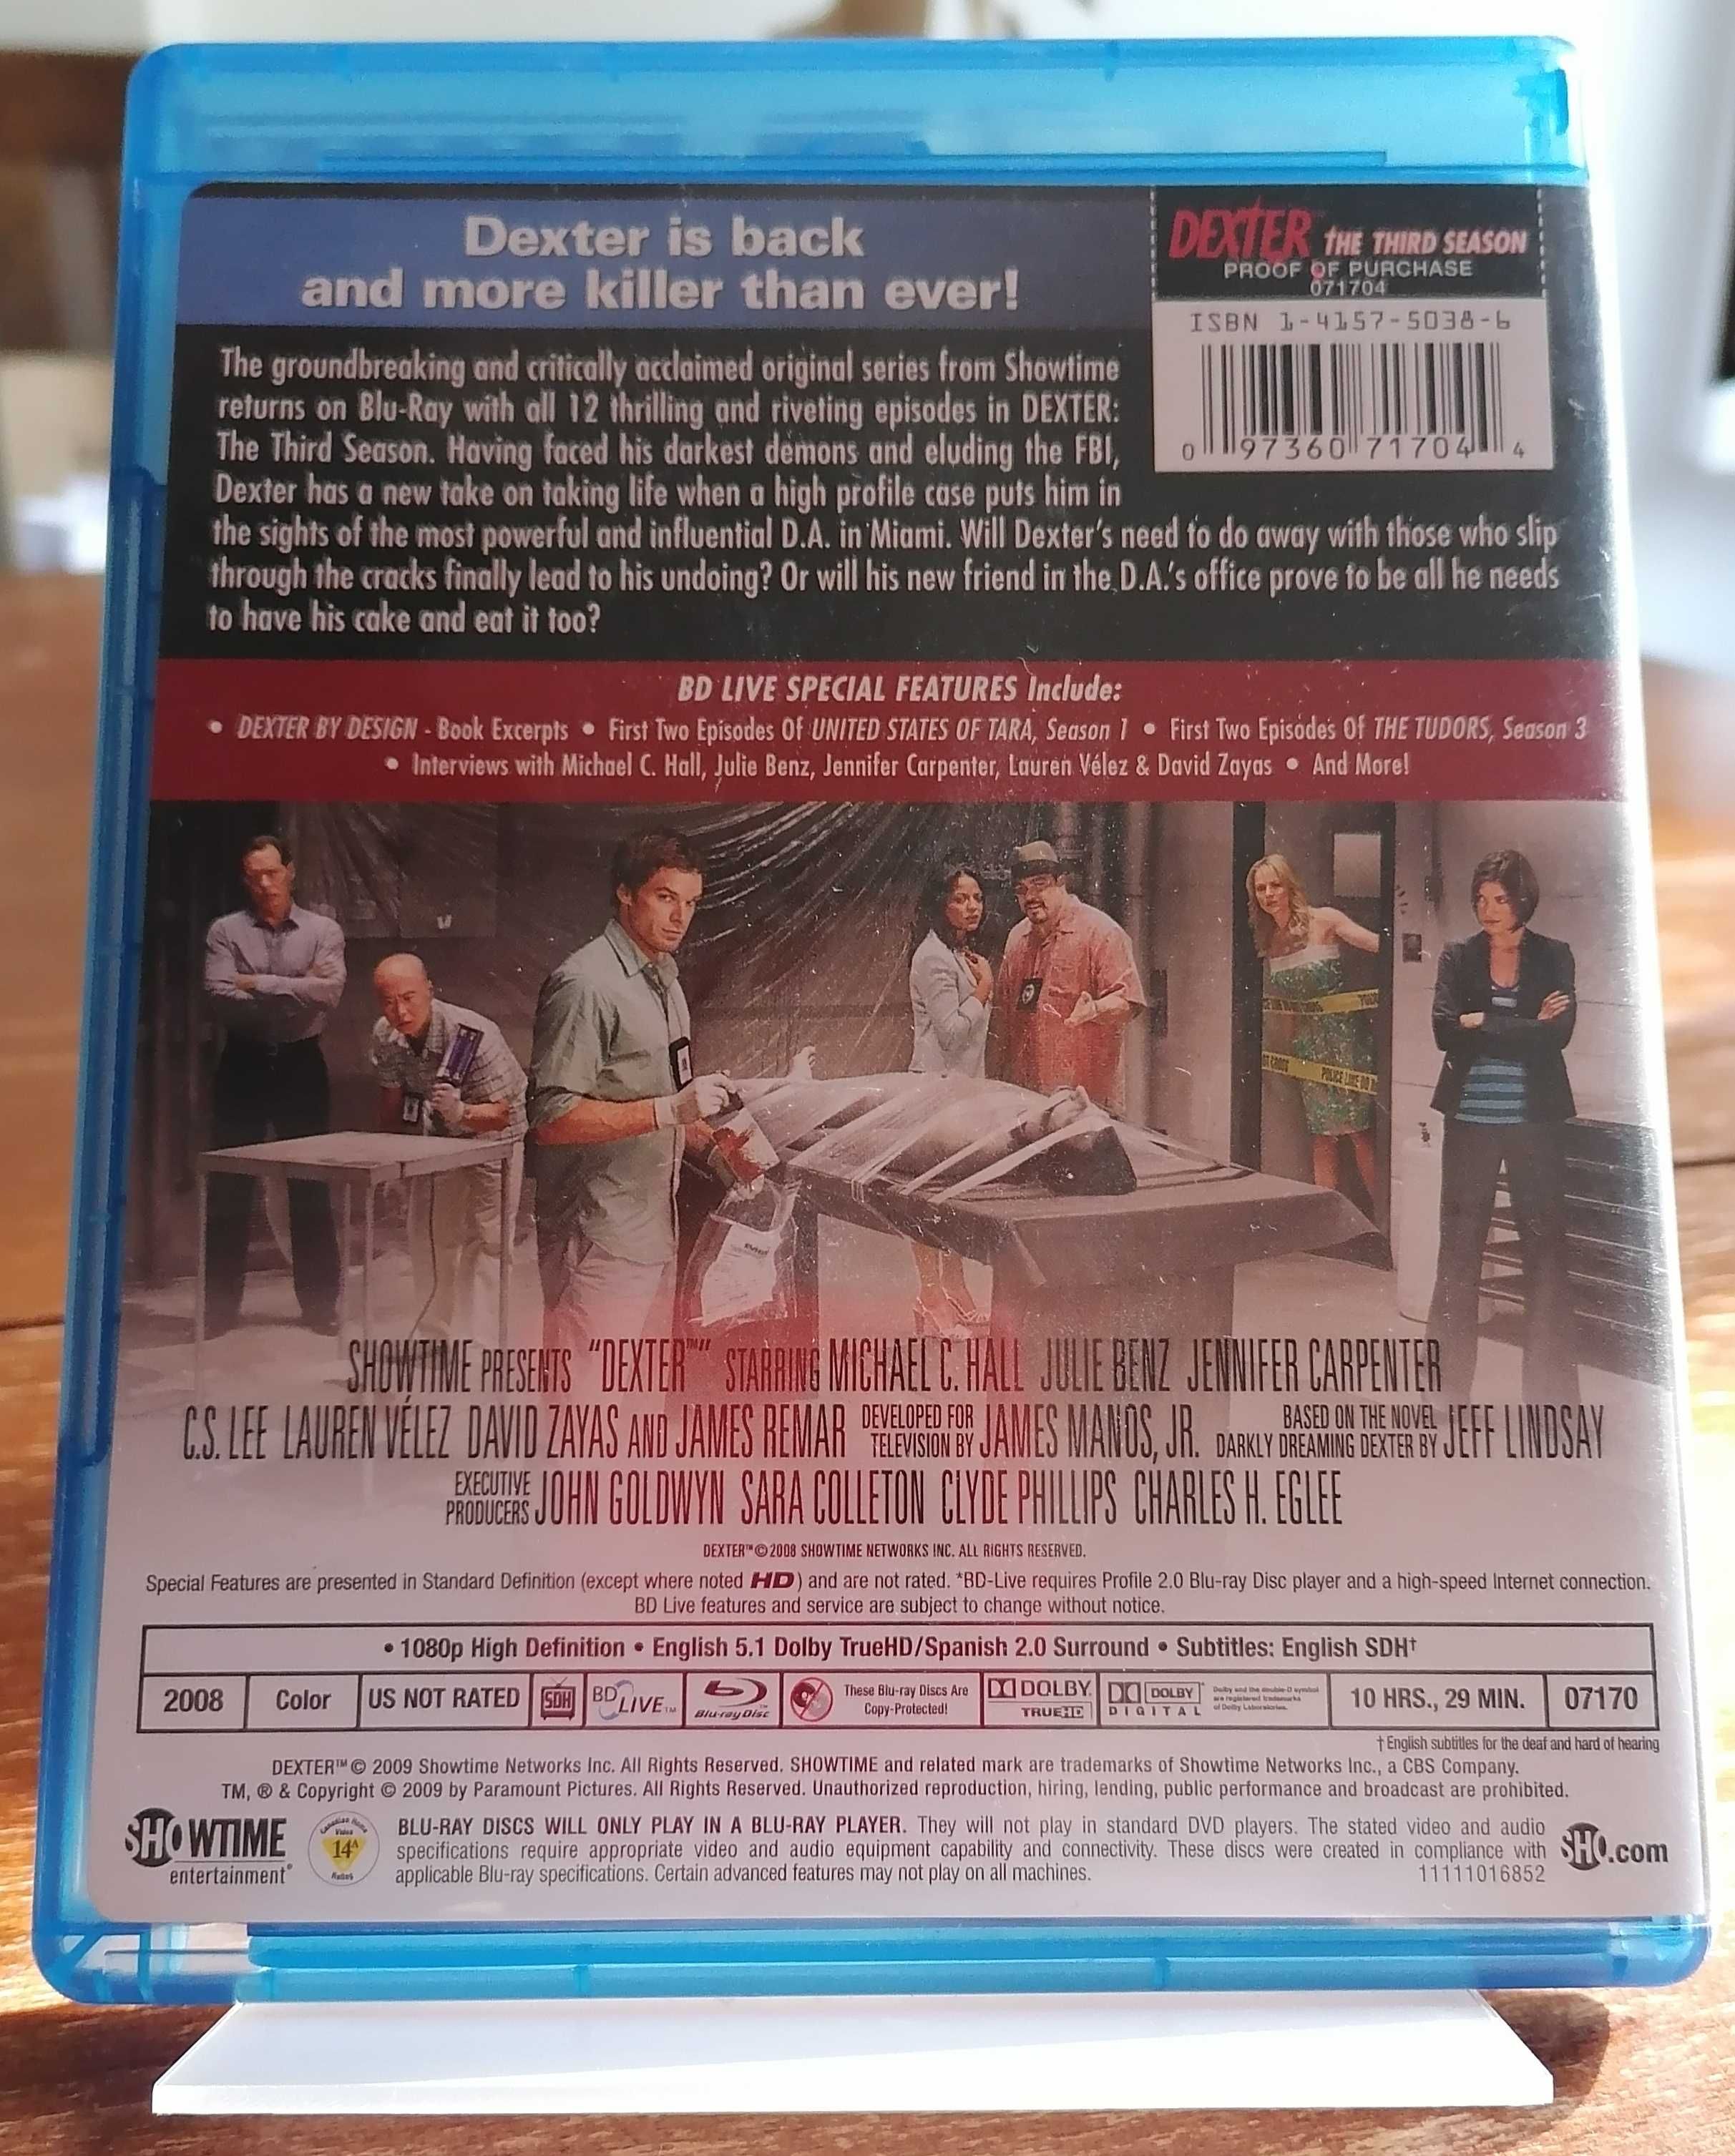 Dexter is back
and more killer than ever!
DEXTER THE THIRD SEASON
PROOF OF PURCHASE
071704
ISBN 1-4157-5038-6
0 97360 71704 4
The groundbreaking and critically acclaimed original series from Showtime
returns on Blu-Ray with all 12 thrilling and riveting episodes in DEXTER:
The Third Season. Having faced his darkest demons and eluding the FBI,
Dexter has a new take on taking life when a high profile case puts him in
the sights of the most powerful and influential D.A. in Miami. Will Dexter's need to do away with those who slip
through the cracks finally lead to his undoing? Or will his new friend in the D.A.'s office prove to be all he needs
to have his cake and eat it too?
BD LIVE SPECIAL FEATURES Include:
• DEXTER BY DESIGN - Book Excerpts • First Two Episodes Of UNITED STATES OF TARA, Season 1 • First Two Episodes Of THE TUDORS, Season 3
• Interviews with Michael C. Hall, Julie Benz, Jennifer Carpenter, Lauren Vélez & David Zayas • And More!
POLICE LINE DO
SHOWTIME PRESENTS "DEXTER™" STARRING MICHAEL C. HALL JULIE BENZ JENNIFER CARPENTER
C.S. LEE LAUREN VÉLEZ DAVID ZAYAS AND JAMES REMAR DEVELOPED FOR TELEVISION BY JAMES MANOS, JR. BASED ON THE NOVEL DARKLY DREAMING DEXTER BY JEFF LINDSAY
EXECUTIVE PRODUCERS JOHN GOLDWYN SARA COLLETON CLYDE PHILLIPS CHARLES H. EGLEE
DEXTER™ © 2008 SHOWTIME NETWORKS INC. ALL RIGHTS RESERVED.
Special Features are presented in Standard Definition (except where noted HD) and are not rated. *BD-Live requires Profile 2.0 Blu-ray Disc player and a high-speed Internet connection.
BD Live features and service are subject to change without notice.
• 1080p High Definition • English 5.1 Dolby TrueHD/Spanish 2.0 Surround • Subtitles: English SDH†
2008 Color US NOT RATED SDH BD LIVE™ Blu-ray Disc These Blu-ray Discs Are Copy-Protected! DOLBY TRUEHD DOLBY DIGITAL Dolby and the double-D symbol are registered trademarks of Dolby Laboratories. 10 HRS., 29 MIN. 07170
† English subtitles for the deaf and hard of hearing
DEXTER™ © 2009 Showtime Networks Inc. All Rights Reserved. SHOWTIME and related mark are trademarks of Showtime Networks Inc., a CBS Company.
TM, ® & Copyright © 2009 by Paramount Pictures. All Rights Reserved. Unauthorized reproduction, hiring, lending, public performance and broadcast are prohibited.
SHOWTIME
entertainment®
Canadian Home
Video
14A
Rated
BLU-RAY DISCS WILL ONLY PLAY IN A BLU-RAY PLAYER. They will not play in standard DVD players. The stated video and audio
specifications require appropriate video and audio equipment capability and connectivity. These discs were created in compliance with
applicable Blu-ray specifications. Certain advanced features may not play on all machines. 11111016852
SHO.com